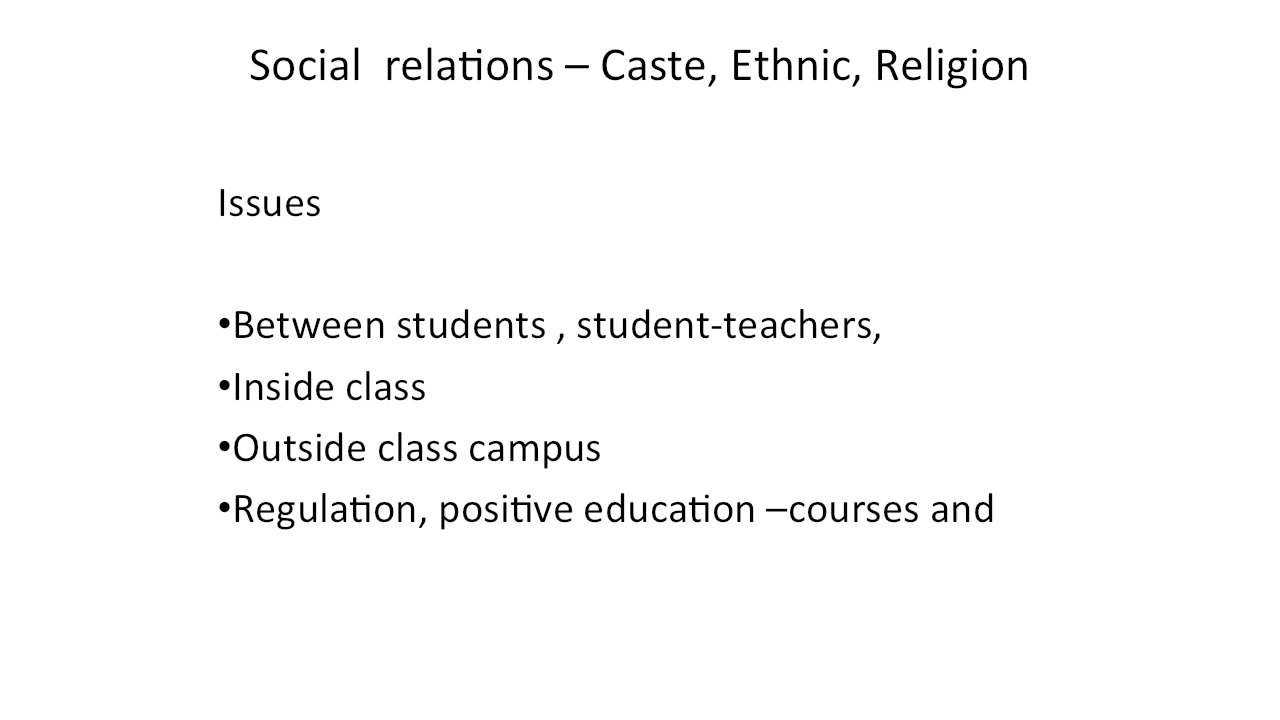 Social  relations – Caste, Ethnic, Religion
Issues
•Between students , student-teachers,
•Inside class
•Outside class campus
•Regulation, positive education –courses and